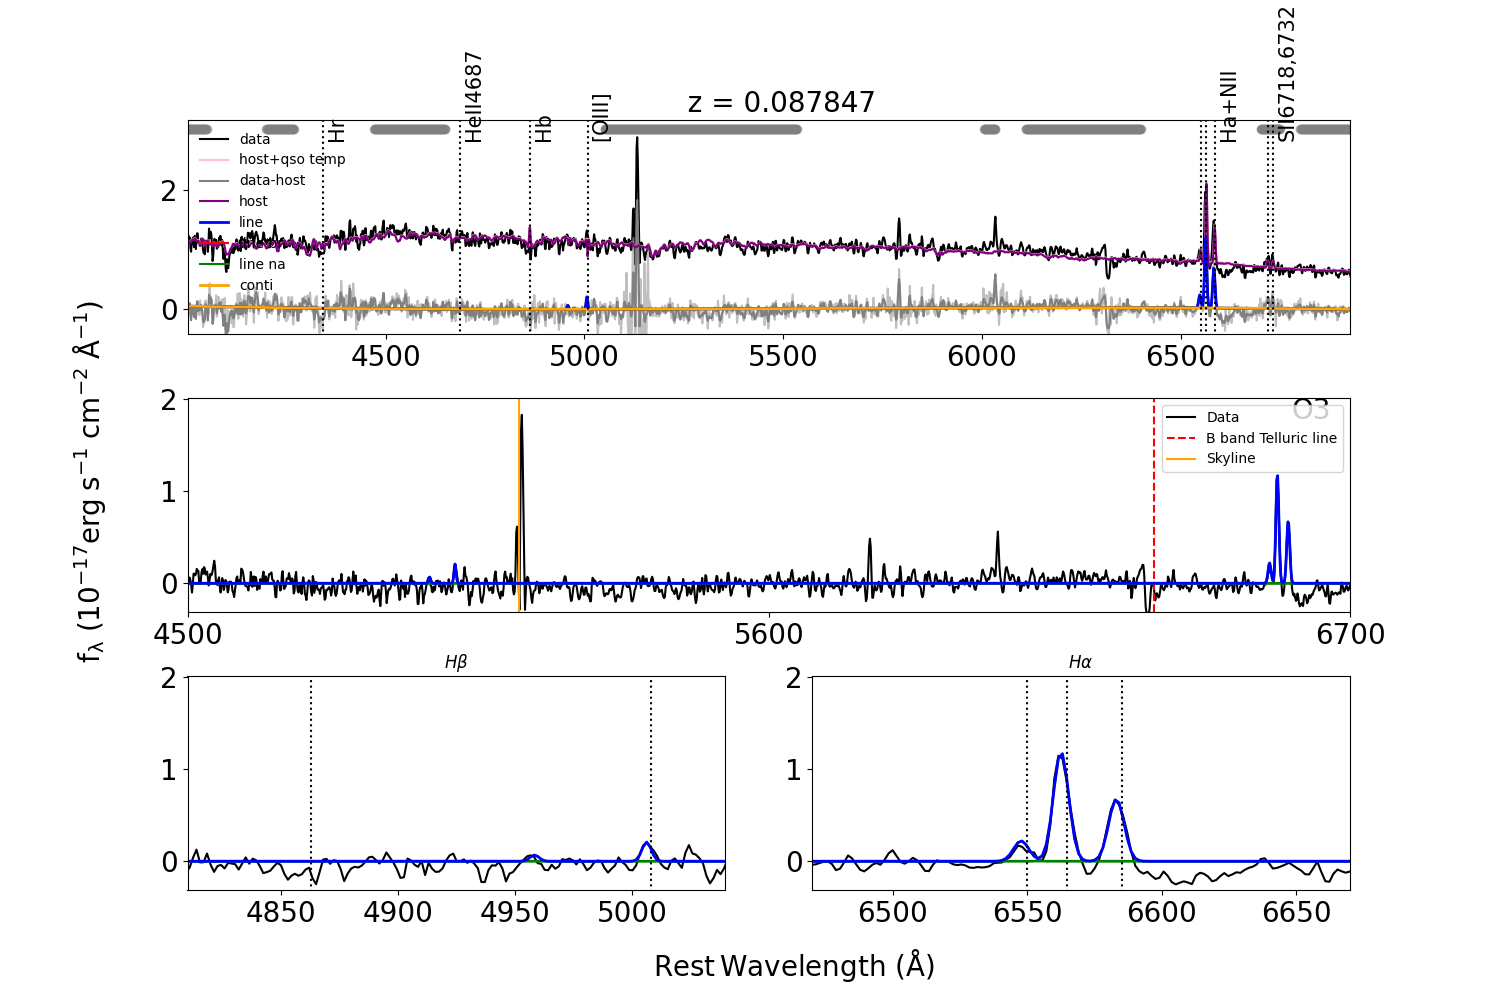 z = 0.087847
Hr
HeII4687
Hb
[OIII]
Ha+NII
SII6718,6732
data
host+qso temp
data-host
host
line
line na
conti
2
0
4500 5000 5500 6000 6500
fλ (10⁻¹⁷erg s⁻¹ cm⁻² Å⁻¹)
O3
Data
B band Telluric line
Skyline
2
1
0
4500 5600 6700
Hβ
2
1
0
4850 4900 4950 5000
Hα
2
1
0
6500 6550 6600 6650
Rest Wavelength (Å)